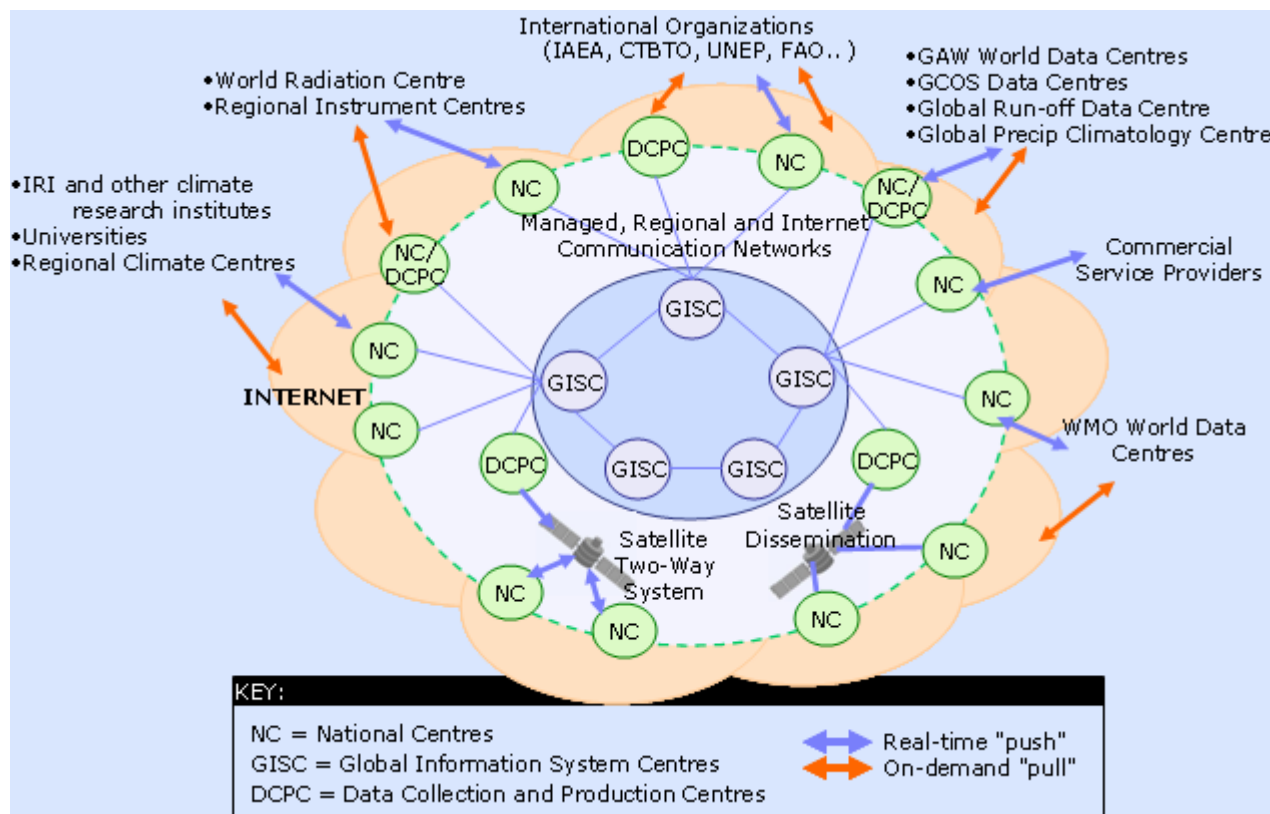 International Organizations
(IAEA, CTBTO, UNEP, FAO.. )
•World Radiation Centre
•Regional Instrument Centres
•GAW World Data Centres
•GCOS Data Centres
•Global Run-off Data Centre
•Global Precip Climatology Centre
•IRI and other climate
research institutes
•Universities
•Regional Climate Centres
DCPC
NC
NC
NC/
DCPC
Managed, Regional and Internet
Communication Networks
NC/
DCPC
Commercial
Service Providers
NC
GISC
NC
GISC
GISC
INTERNET
NC
NC
WMO World Data
Centres
DCPC
GISC
GISC
DCPC
Satellite
Two-Way
System
Satellite
Dissemination
NC
NC
NC
NC
KEY:
NC = National Centres
GISC = Global Information System Centres
DCPC = Data Collection and Production Centres
Real-time "push"
On-demand "pull"